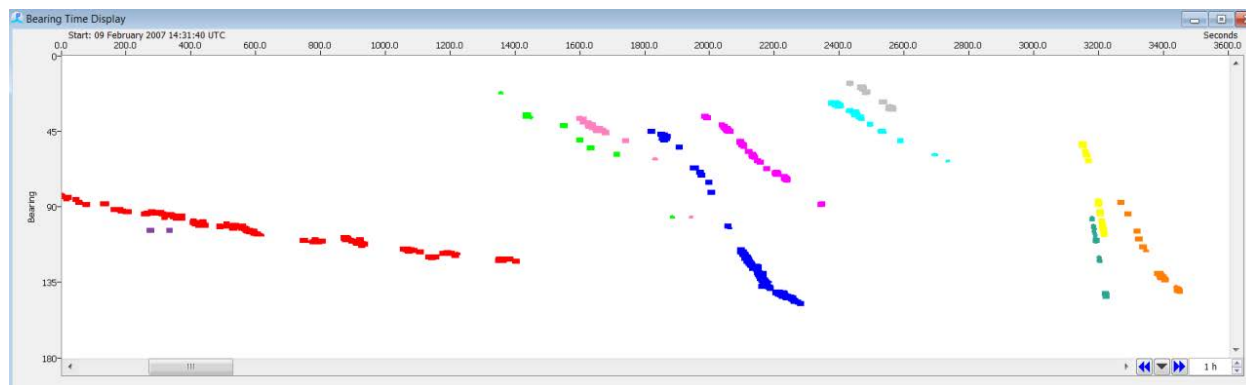 Bearing Time Display
Start: 09 February 2007 14:31:40 UTC
Seconds
0.0 200.0 400.0 600.0 800.0 1000.0 1200.0 1400.0 1600.0 1800.0 2000.0 2200.0 2400.0 2600.0 2800.0 3000.0 3200.0 3400.0 3600.0
0
45
90
Bearing
135
180
1 h